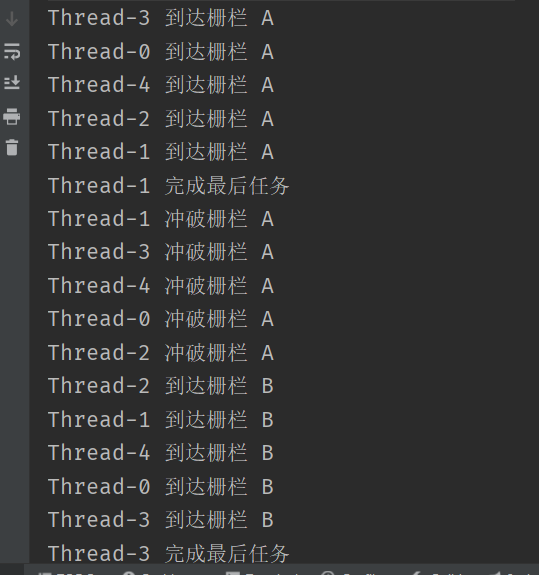 Thread-3 到达栅栏 A
Thread-0 到达栅栏 A
Thread-4 到达栅栏 A
Thread-2 到达栅栏 A
Thread-1 到达栅栏 A
Thread-1 完成最后任务
Thread-1 冲破栅栏 A
Thread-3 冲破栅栏 A
Thread-4 冲破栅栏 A
Thread-0 冲破栅栏 A
Thread-2 冲破栅栏 A
Thread-2 到达栅栏 B
Thread-1 到达栅栏 B
Thread-4 到达栅栏 B
Thread-0 到达栅栏 B
Thread-3 到达栅栏 B
Thread-3 完成最后任务